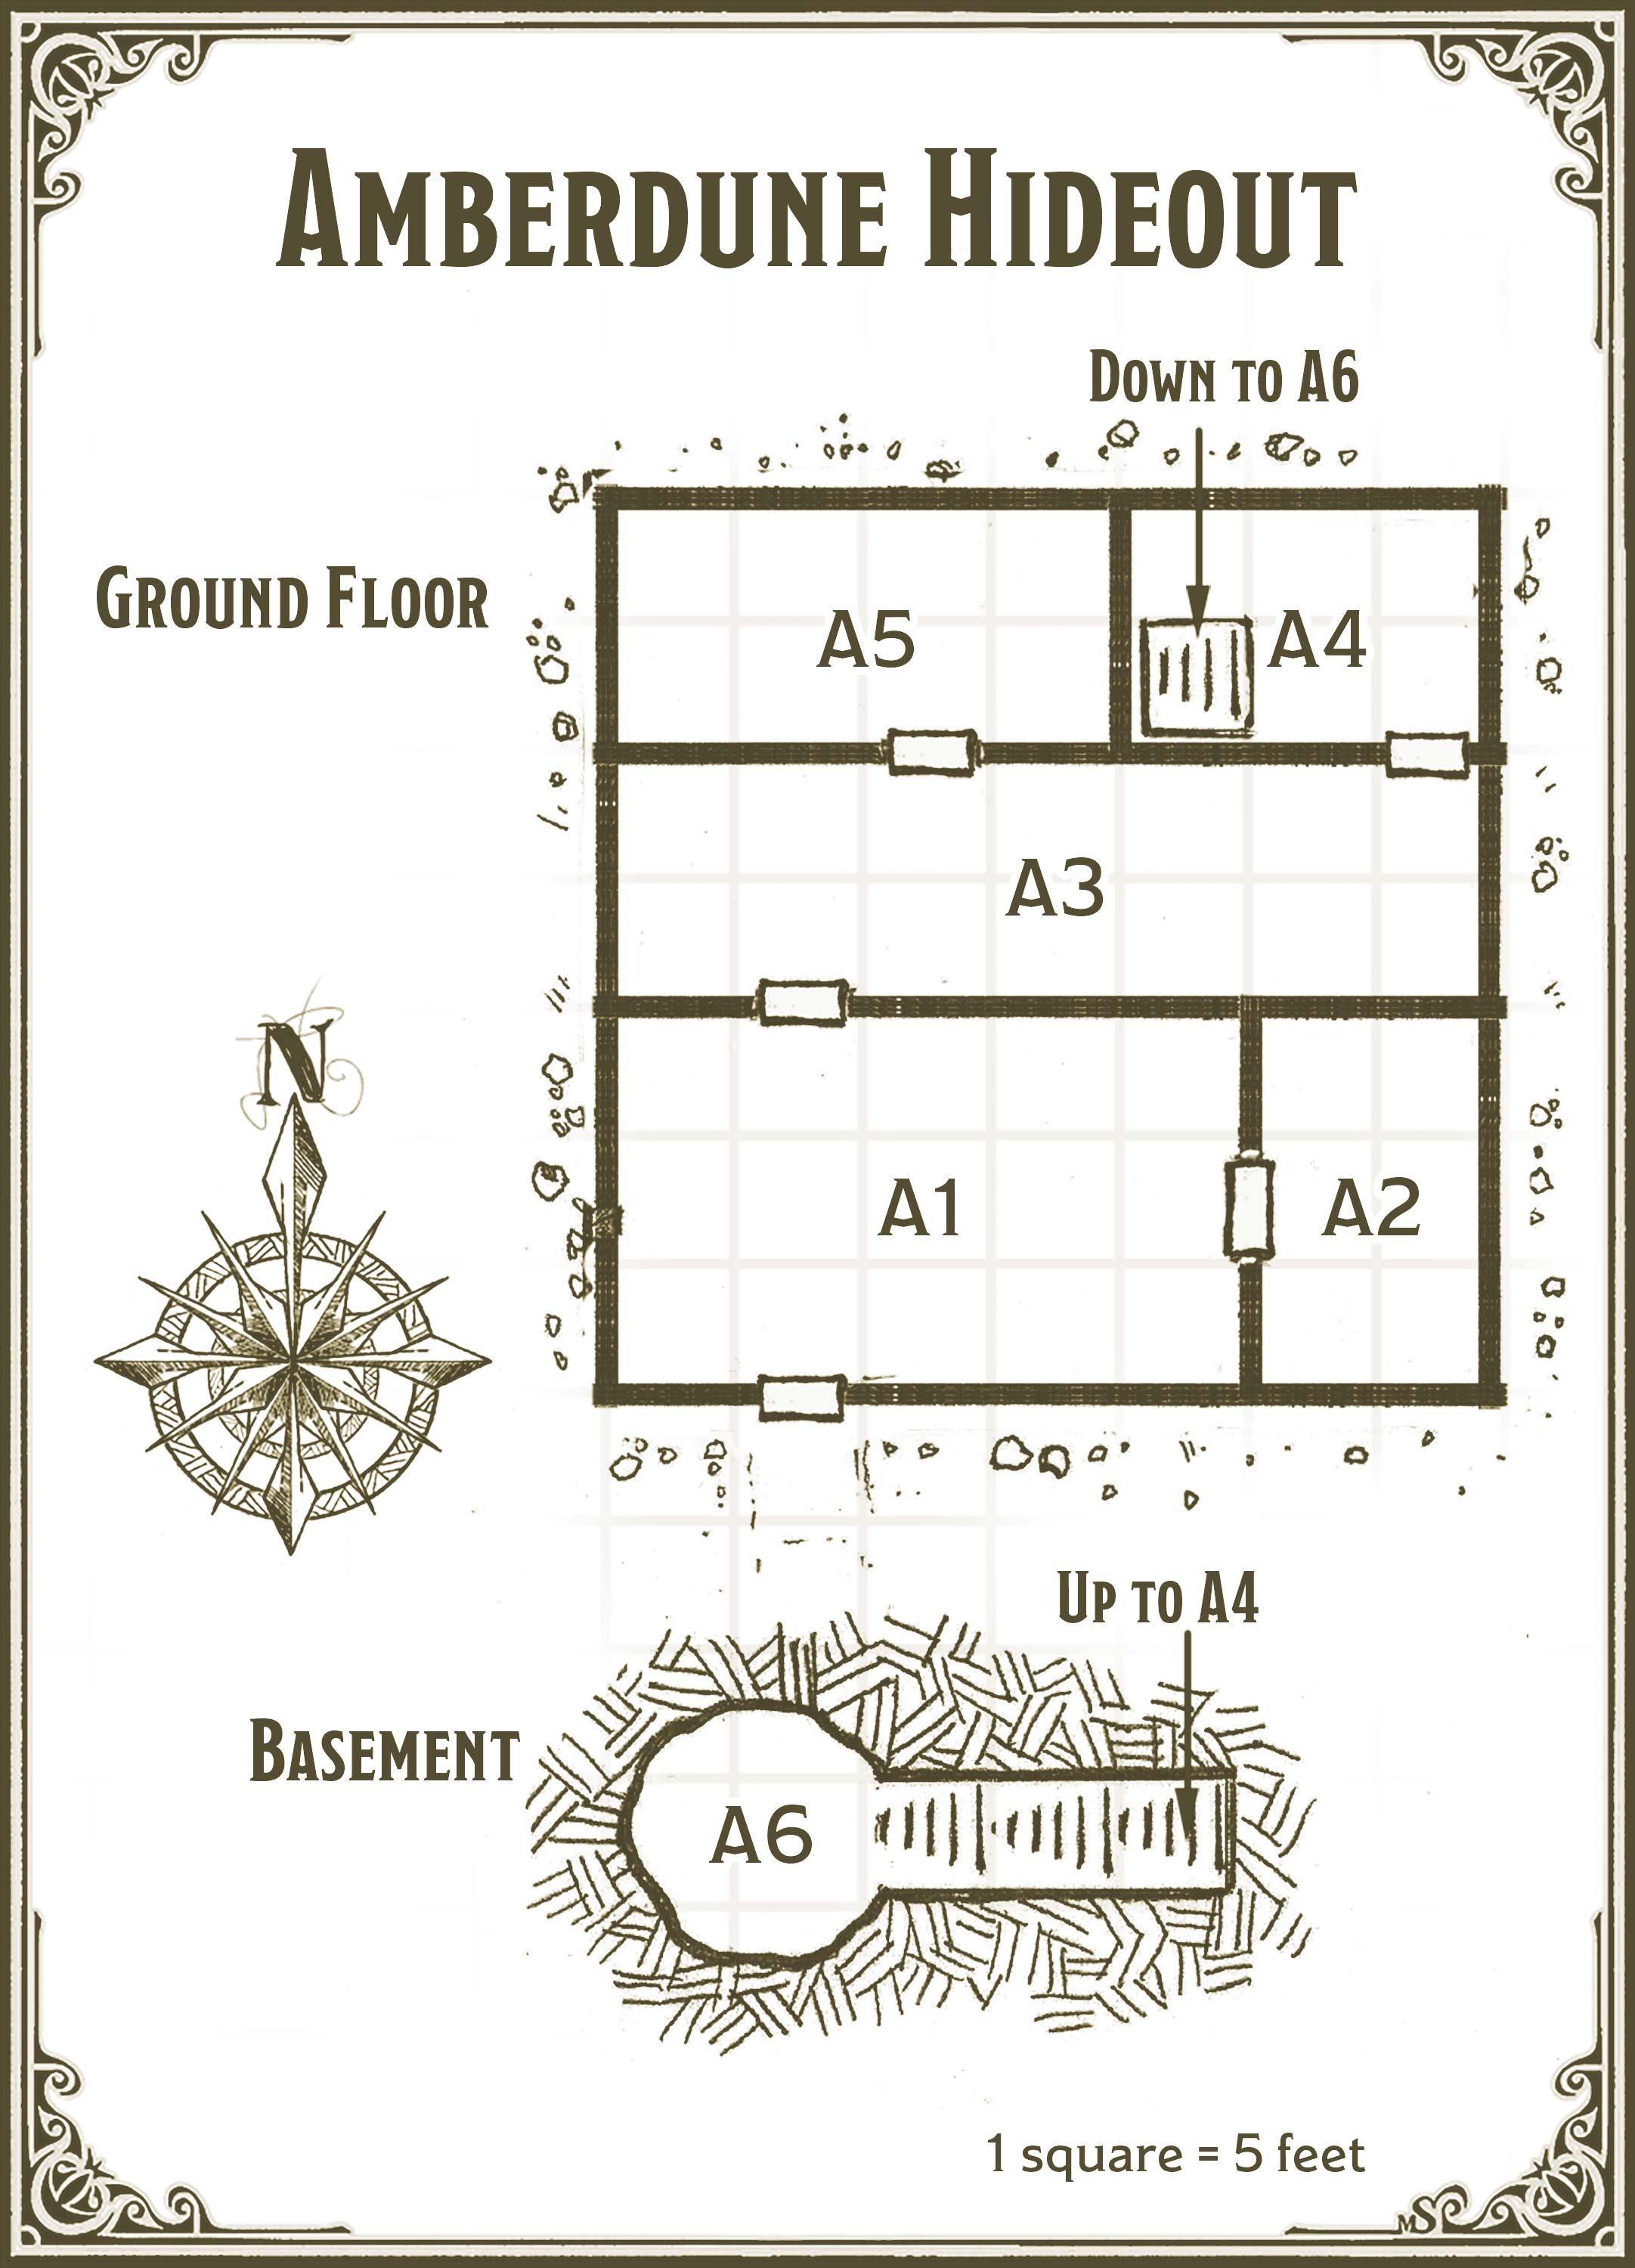 Amberdune Hideout
Down to A6
Ground Floor
A5
A4
A3
N
A1
A2
Up to A4
Basement
A6
1 square = 5 feet
MS